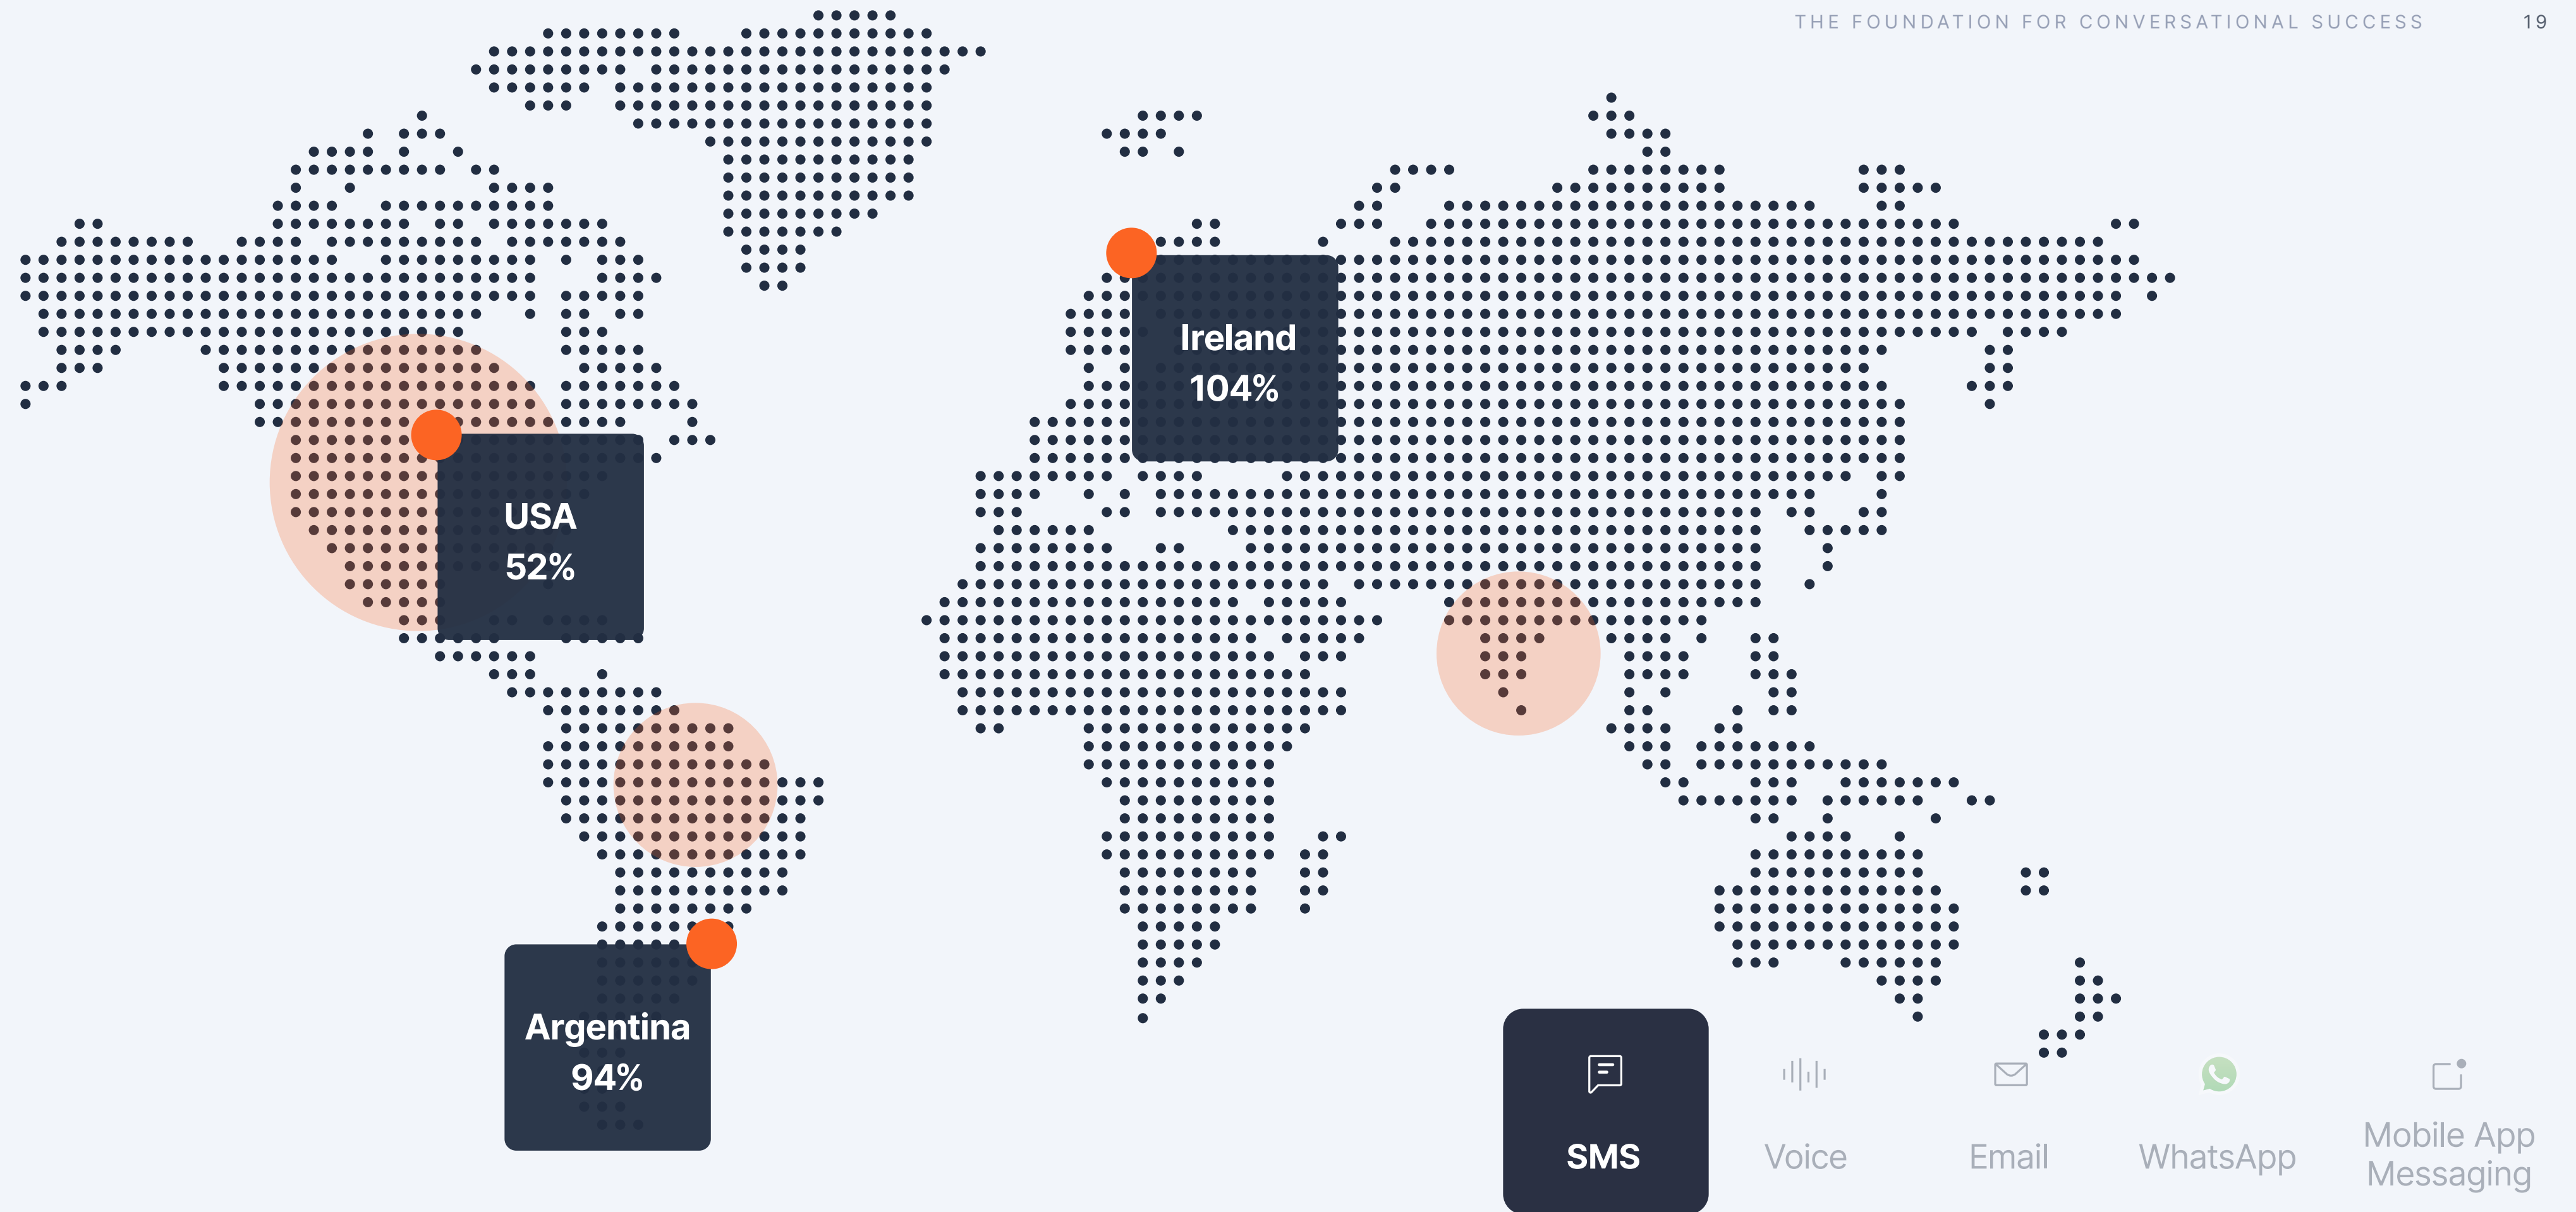 THE FOUNDATION FOR CONVERSATIONAL SUCCESS 19
Ireland
104%
USA
52%
Argentina
94%
SMS
Voice
Email
WhatsApp
Mobile App
Messaging